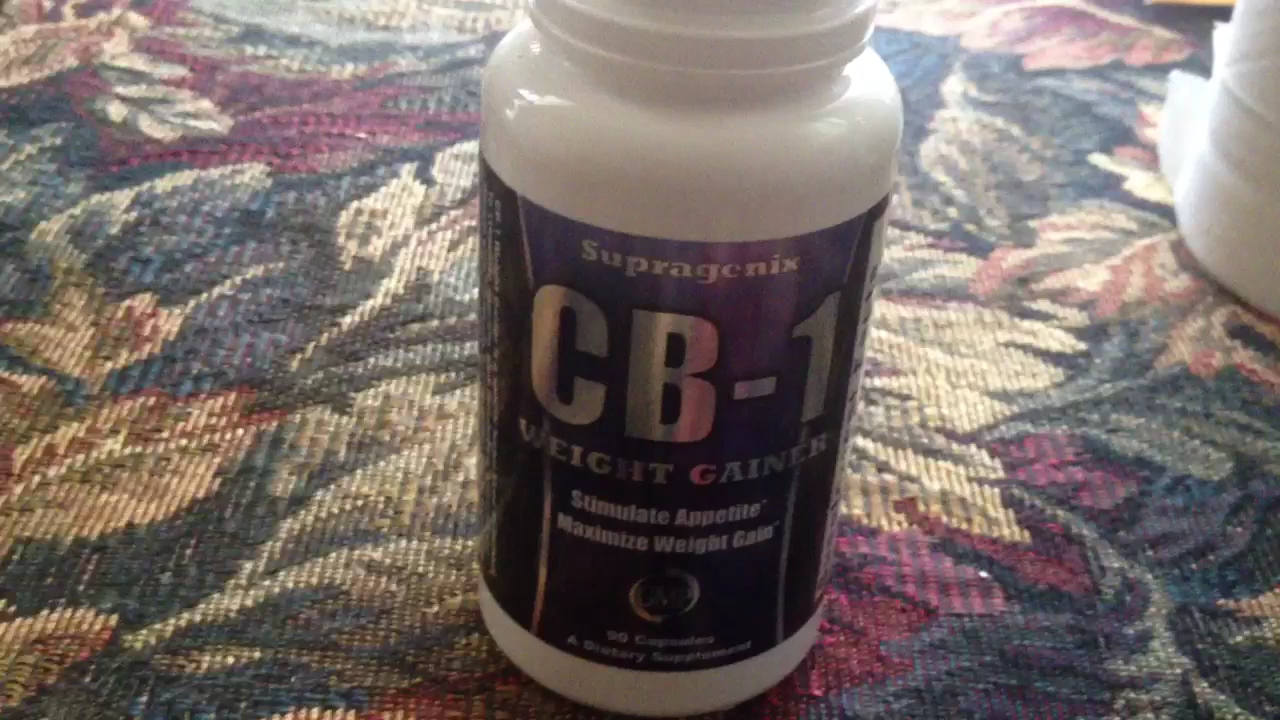 Supragenix
CB-1
WEIGHT GAINER
Stimulate Appetite
Maximize Weight Gain
90 Capsules
A Dietary Supplement